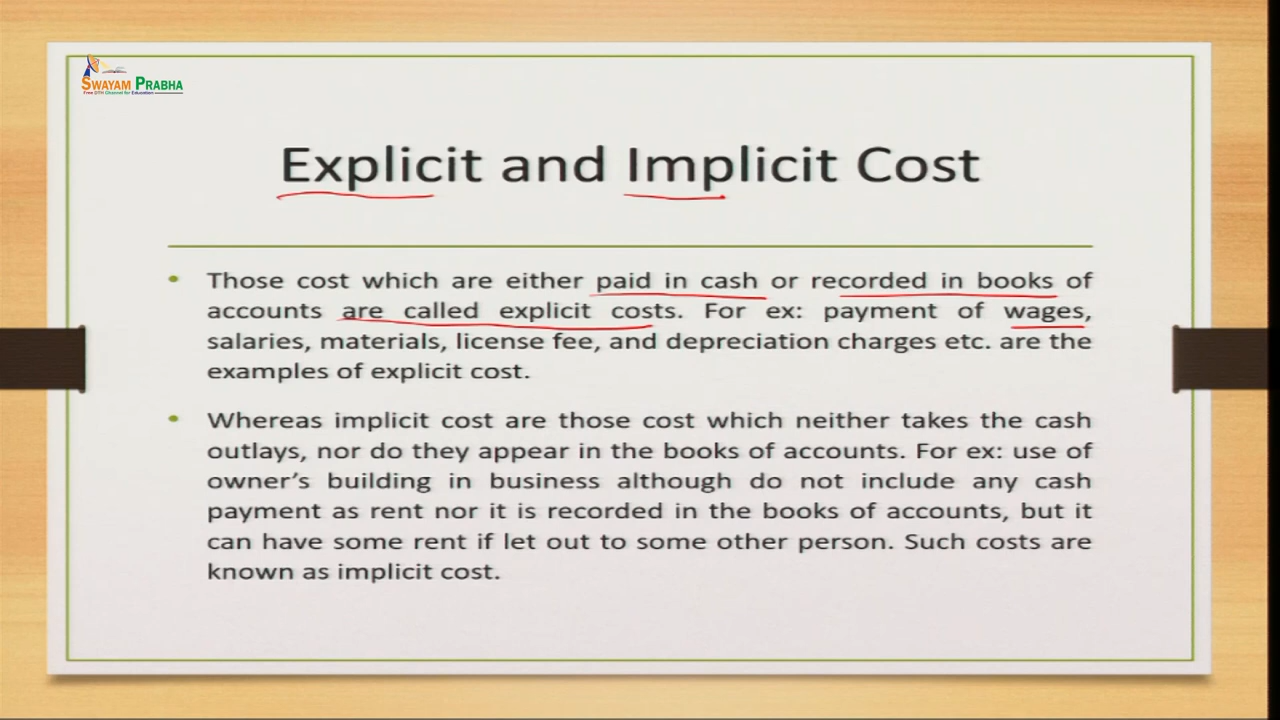 SWAYAM PRABHA
Free DTH Channel for Education
Explicit and Implicit Cost
• Those cost which are either paid in cash or recorded in books of
accounts are called explicit costs. For ex: payment of wages,
salaries, materials, license fee, and depreciation charges etc. are the
examples of explicit cost.
• Whereas implicit cost are those cost which neither takes the cash
outlays, nor do they appear in the books of accounts. For ex: use of
owner’s building in business although do not include any cash
payment as rent nor it is recorded in the books of accounts, but it
can have some rent if let out to some other person. Such costs are
known as implicit cost.